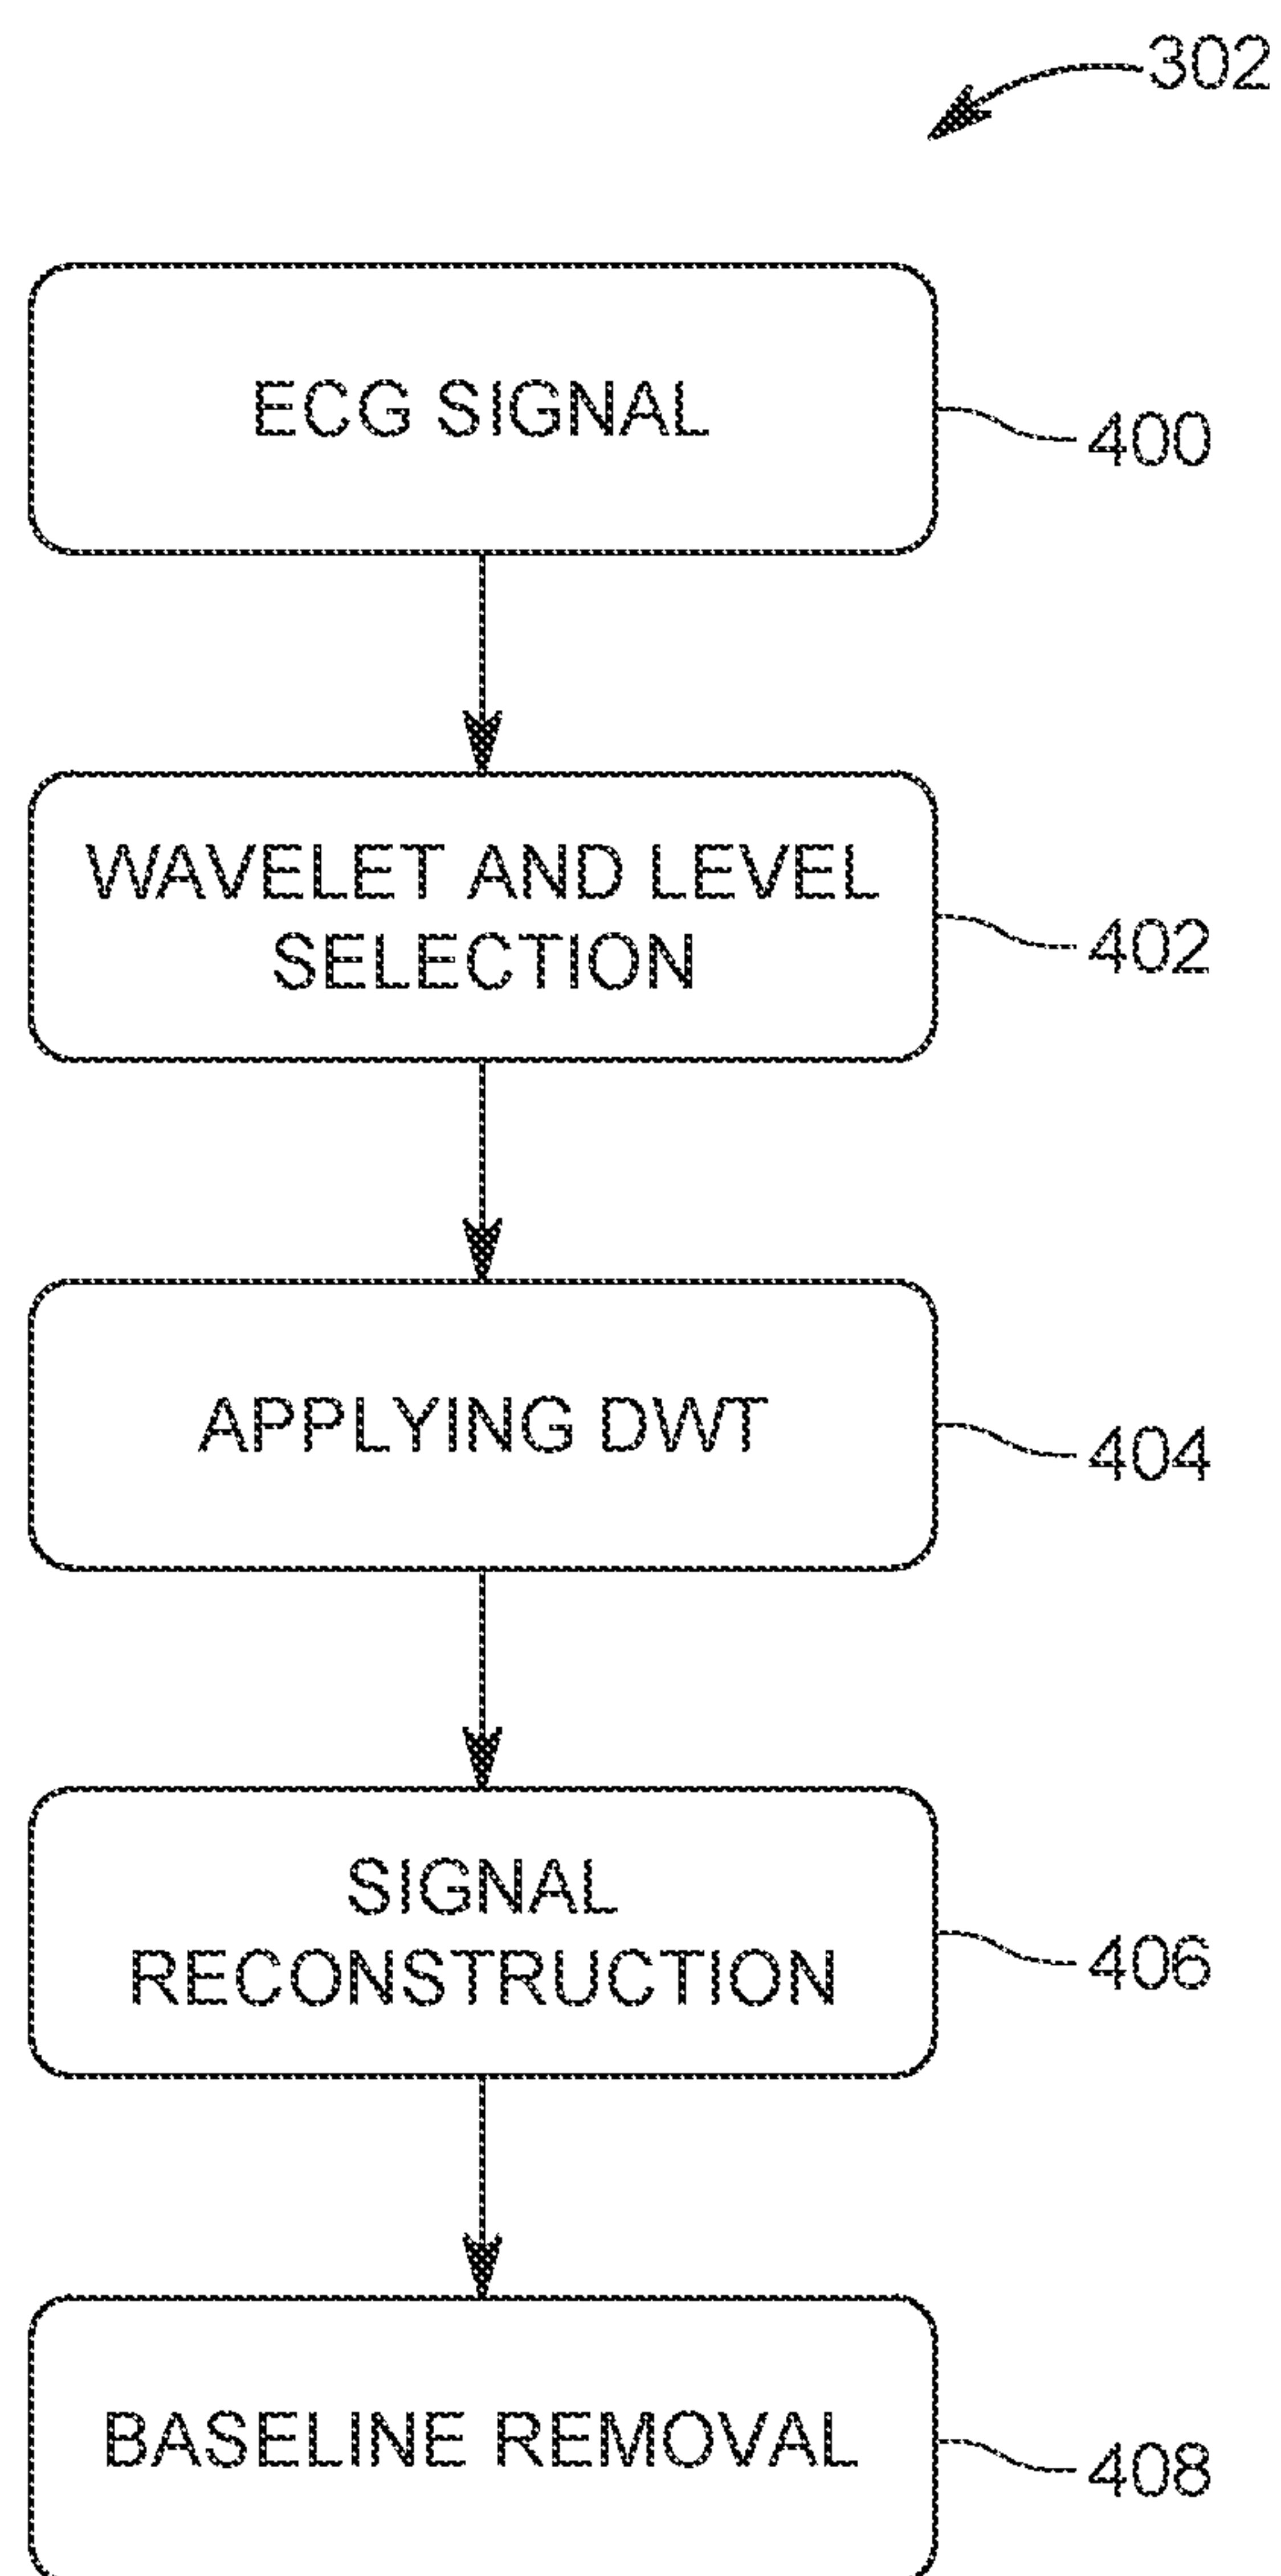 302
ECG SIGNAL
400
WAVELET AND LEVEL
SELECTION
402
APPLYING DWT
404
SIGNAL
RECONSTRUCTION
406
BASELINE REMOVAL
408